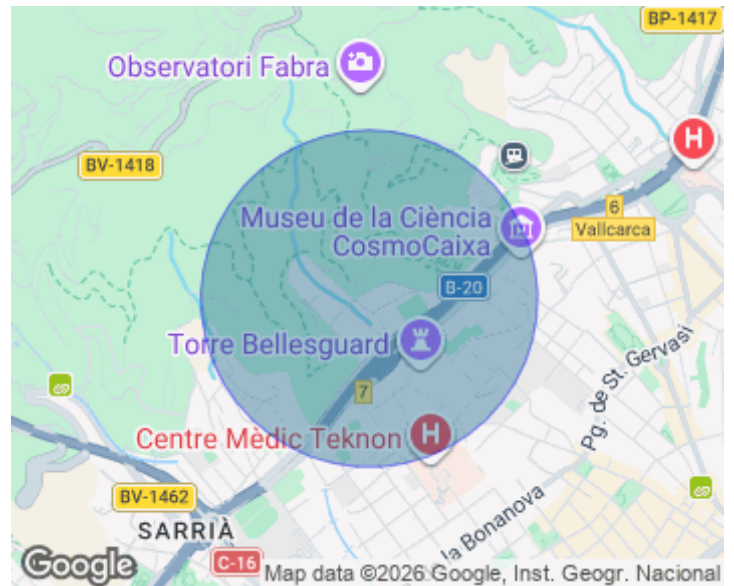 BP-1417
Observatori Fabra
H
BV-1418
Museu de la Ciència
CosmoCaixa
6
Vallcarca
B-20
Torre Bellesguard
7
Pg. de St. Gervasi
Centre Mèdic Teknon
H
BV-1462
la Bonanova
SARRIÀ
C-16
Google
Map data ©2026 Google, Inst. Geogr. Nacional